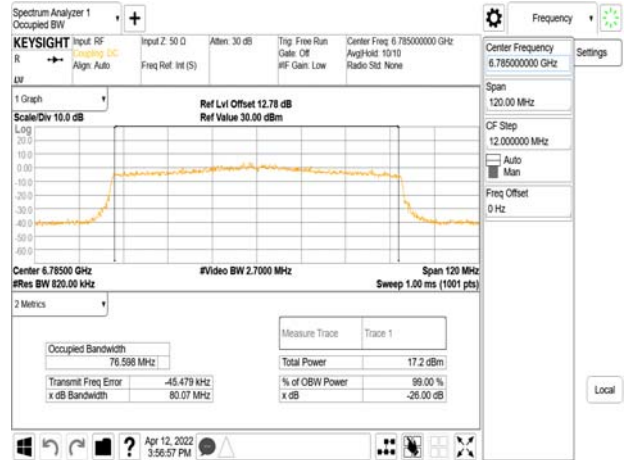 Spectrum Analyzer 1
Occupied BW
+
Frequency
KEYSIGHT
Input: RF
Coupling: DC
Align: Auto
Input Z: 50 Ω
Freq Ref: Int (S)
Atten: 30 dB
Trig: Free Run
Gate: Off
#IF Gain: Low
Center Freq: 6.785000000 GHz
Avg|Hold: 10/10
Radio Std: None
R
Center Frequency
6.785000000 GHz
Settings
Span
120.00 MHz
CF Step
12.000000 MHz
Auto
Man
Freq Offset
0 Hz
Local
1 Graph
Scale/Div 10.0 dB
Ref Lvl Offset 12.78 dB
Ref Value 30.00 dBm
Log
20.0
10.0
0.00
-10.0
-20.0
-30.0
-40.0
-50.0
-60.0
Center 6.78500 GHz
#Res BW 820.00 kHz
#Video BW 2.7000 MHz
Span 120 MHz
Sweep 1.00 ms (1001 pts)
2 Metrics
Measure Trace
Trace 1
Occupied Bandwidth
76.598 MHz
Total Power
17.2 dBm
Transmit Freq Error
-45.479 kHz
% of OBW Power
99.00 %
x dB Bandwidth
80.07 MHz
x dB
-26.00 dB
?
Apr 12, 2022
3:56:57 PM